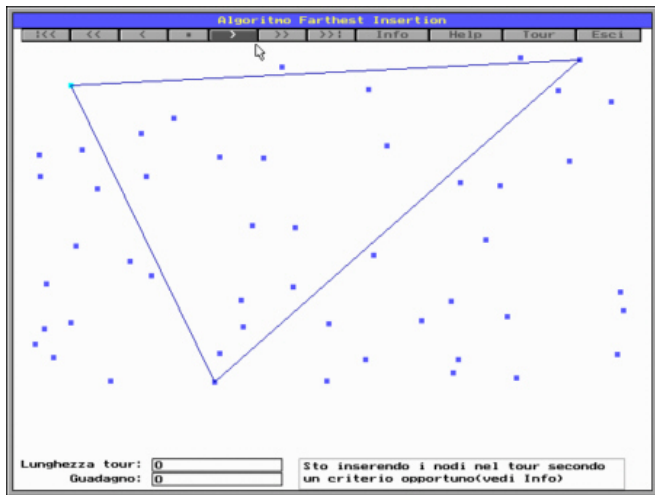 Algoritmo Farthest Insertion
|<< << < ▪ > >> >>| Info Help Tour Esci
Lunghezza tour: 0
Guadagno: 0
Sto inserendo i nodi nel tour secondo
un criterio opportuno(vedi Info)